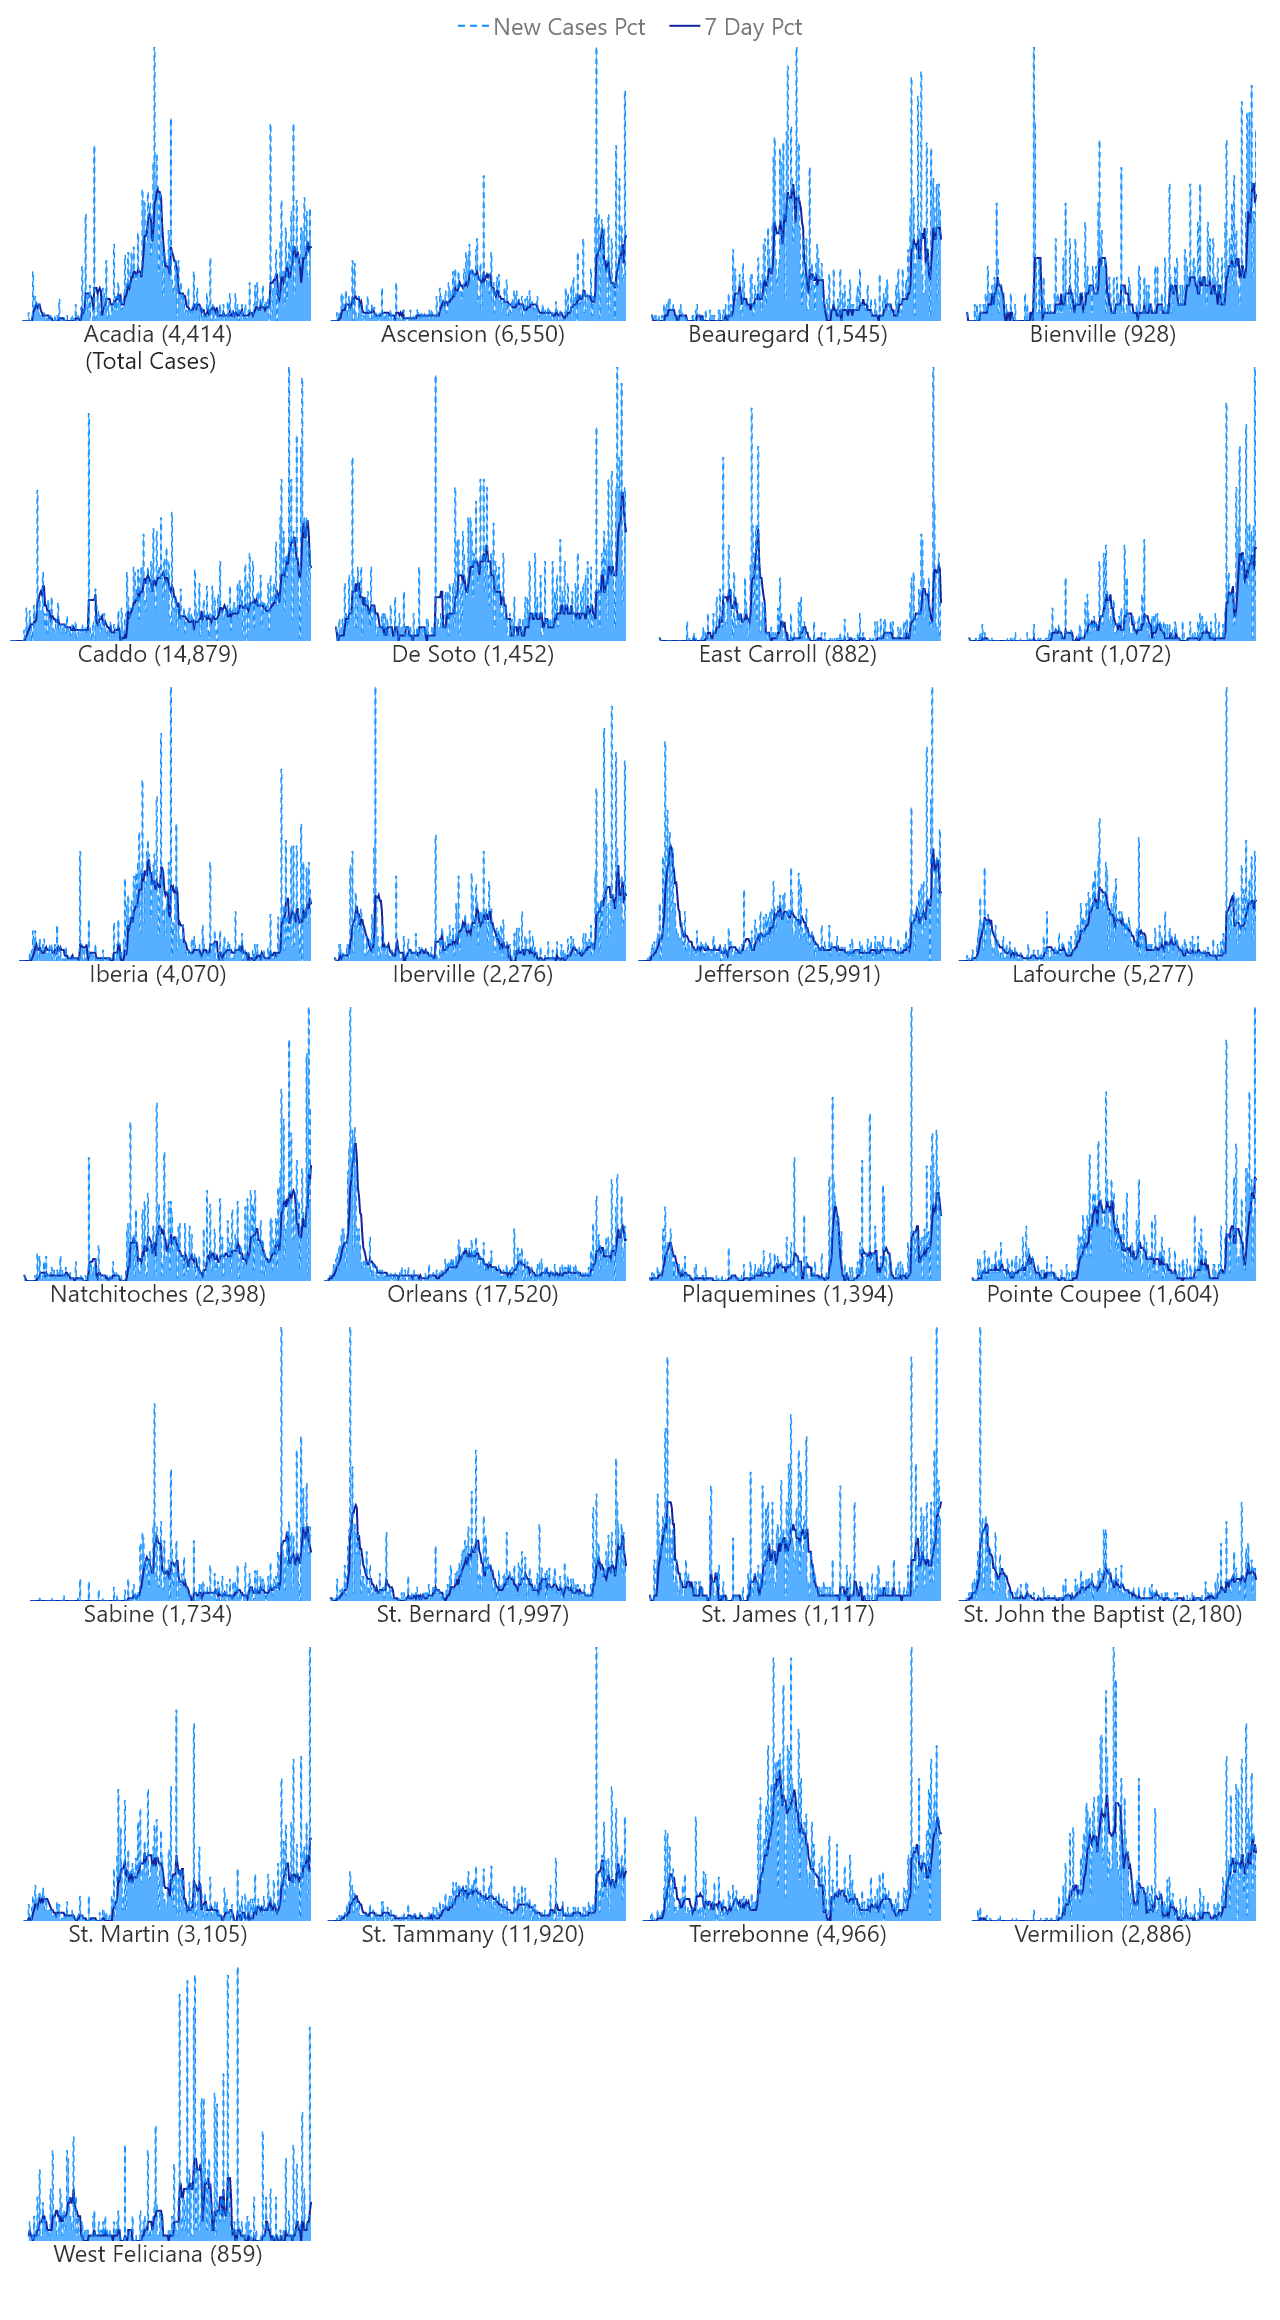 New Cases Pct 7 Day Pct
Acadia (4,414) Ascension (6,550) Beauregard (1,545) Bienville (928)
(Total Cases)
Caddo (14,879) De Soto (1,452) East Carroll (882) Grant (1,072)
Iberia (4,070) Iberville (2,276) Jefferson (25,991) Lafourche (5,277)
Natchitoches (2,398) Orleans (17,520) Plaquemines (1,394) Pointe Coupee (1,604)
Sabine (1,734) St. Bernard (1,997) St. James (1,117) St. John the Baptist (2,180)
St. Martin (3,105) St. Tammany (11,920) Terrebonne (4,966) Vermilion (2,886)
West Feliciana (859)